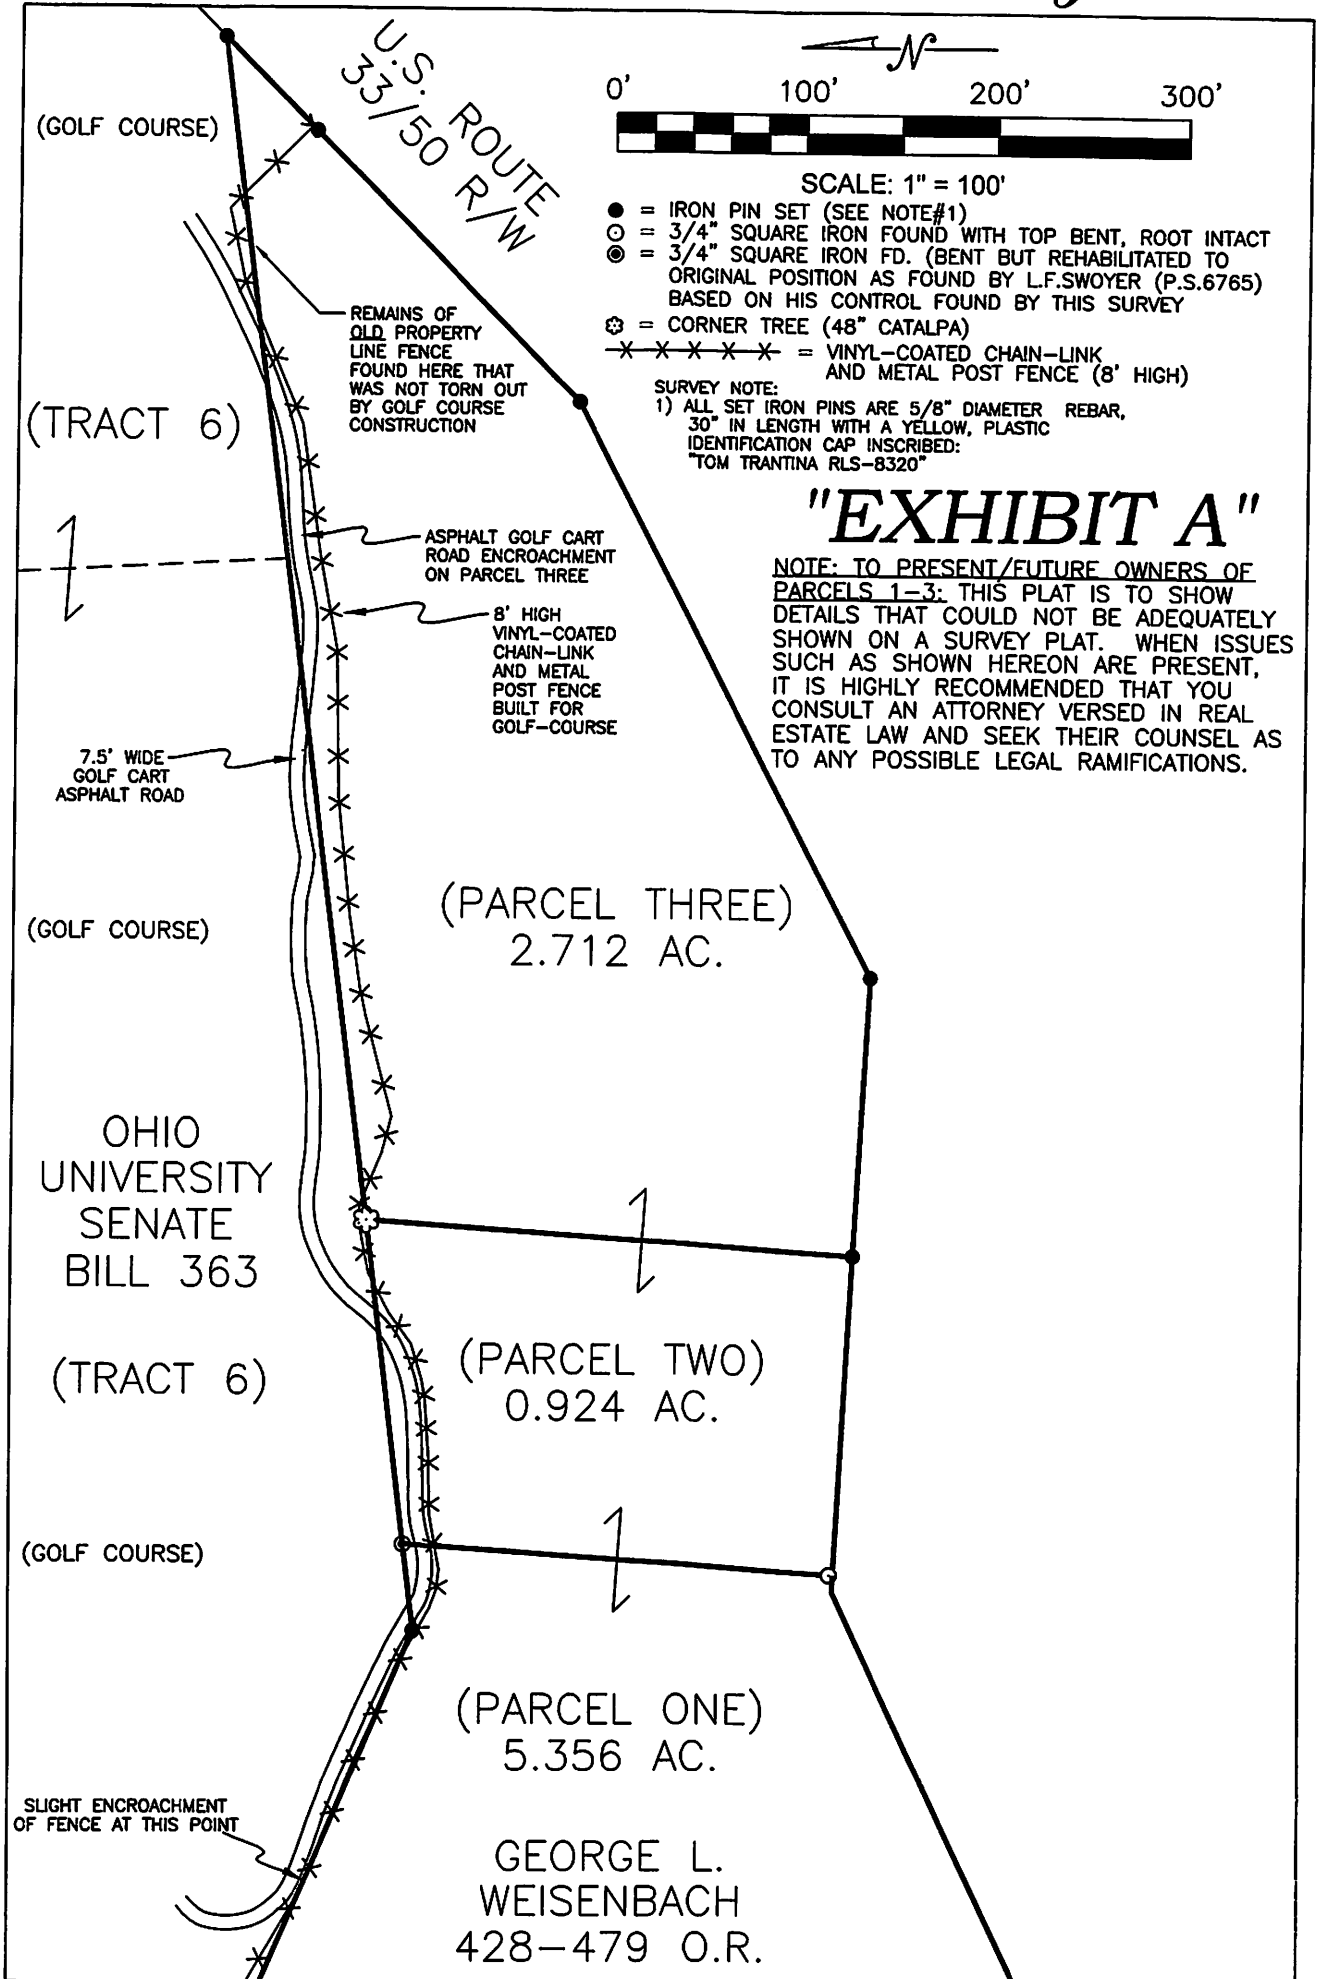 U.S. ROUTE
33/50 R/W
N
0' 100' 200' 300'
SCALE: 1" = 100'
= IRON PIN SET (SEE NOTE#1)
= 3/4" SQUARE IRON FOUND WITH TOP BENT, ROOT INTACT
= 3/4" SQUARE IRON FD. (BENT BUT REHABILITATED TO
ORIGINAL POSITION AS FOUND BY L.F.SWOYER (P.S.6765)
BASED ON HIS CONTROL FOUND BY THIS SURVEY
= CORNER TREE (48" CATALPA)
= VINYL-COATED CHAIN-LINK
AND METAL POST FENCE (8' HIGH)
SURVEY NOTE:
1) ALL SET IRON PINS ARE 5/8" DIAMETER REBAR,
30" IN LENGTH WITH A YELLOW, PLASTIC
IDENTIFICATION CAP INSCRIBED:
"TOM TRANTINA RLS-8320"
"EXHIBIT A"
NOTE: TO PRESENT/FUTURE OWNERS OF
PARCELS 1-3: THIS PLAT IS TO SHOW
DETAILS THAT COULD NOT BE ADEQUATELY
SHOWN ON A SURVEY PLAT. WHEN ISSUES
SUCH AS SHOWN HEREON ARE PRESENT,
IT IS HIGHLY RECOMMENDED THAT YOU
CONSULT AN ATTORNEY VERSED IN REAL
ESTATE LAW AND SEEK THEIR COUNSEL AS
TO ANY POSSIBLE LEGAL RAMIFICATIONS.
(GOLF COURSE)
REMAINS OF
OLD PROPERTY
LINE FENCE
FOUND HERE THAT
WAS NOT TORN OUT
BY GOLF COURSE
CONSTRUCTION
(TRACT 6)
ASPHALT GOLF CART
ROAD ENCROACHMENT
ON PARCEL THREE
8' HIGH
VINYL-COATED
CHAIN-LINK
AND METAL
POST FENCE
BUILT FOR
GOLF-COURSE
7.5' WIDE
GOLF CART
ASPHALT ROAD
(PARCEL THREE)
2.712 AC.
(GOLF COURSE)
OHIO
UNIVERSITY
SENATE
BILL 363
(TRACT 6)
(PARCEL TWO)
0.924 AC.
(GOLF COURSE)
(PARCEL ONE)
5.356 AC.
SLIGHT ENCROACHMENT
OF FENCE AT THIS POINT
GEORGE L.
WEISENBACH
428-479 O.R.